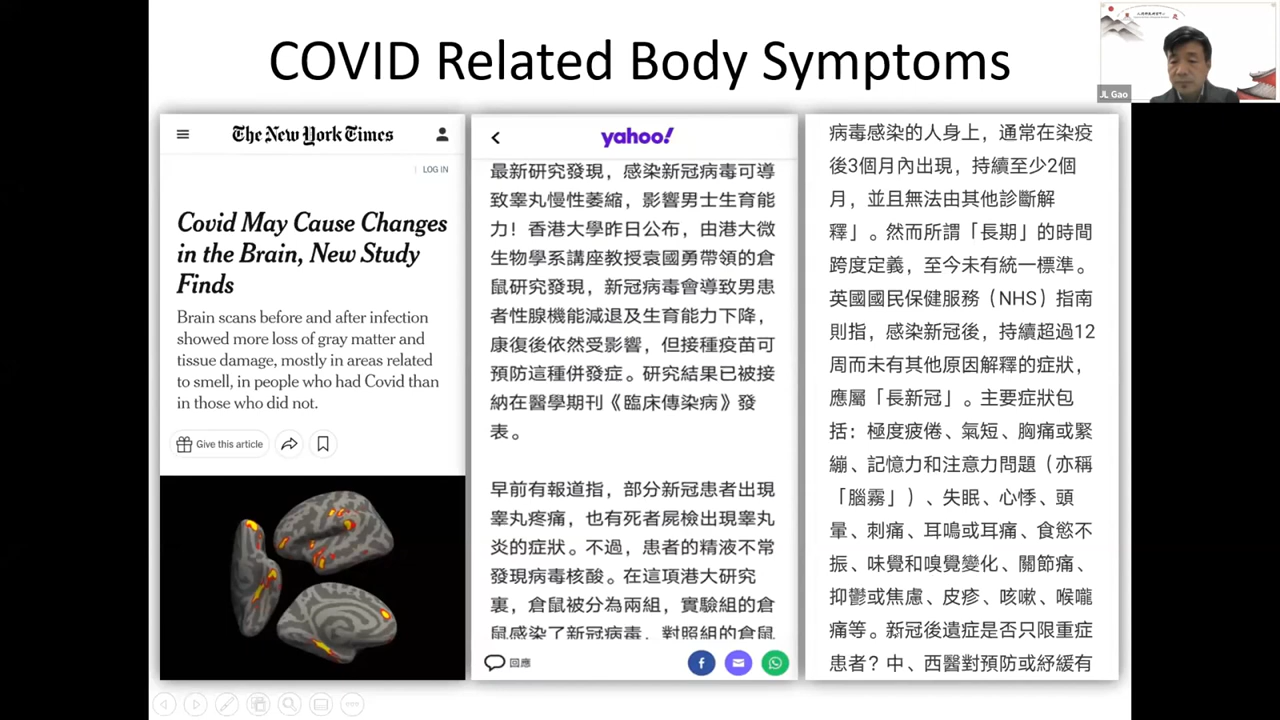 COVID Related Body Symptoms
JL Gao
The New York Times
LOG IN
Covid May Cause Changes
in the Brain, New Study
Finds
Brain scans before and after infection
showed more loss of gray matter and
tissue damage, mostly in areas related
to smell, in people who had Covid than
in those who did not.
Give this article
yahoo!
最新研究發現，感染新冠病毒可導
致睾丸慢性萎縮，影響男士生育能
力！香港大學昨日公布，由港大微
生物學系講座教授袁國勇帶領的倉
鼠研究發現，新冠病毒會導致男患
者性腺機能減退及生育能力下降，
康復後依然受影響，但接種疫苗可
預防這種併發症。研究結果已被接
納在醫學期刊《臨床傳染病》發
表。
早前有報道指，部分新冠患者出現
睾丸疼痛，也有死者屍檢出現睾丸
炎的症狀。不過，患者的精液不常
發現病毒核酸。在這項港大研究
裏，倉鼠被分為兩組，實驗組的倉
鼠感染了新冠病毒，對照組的倉鼠
回應
病毒感染的人身上，通常在染疫
後3個月內出現，持續至少2個
月，並且無法由其他診斷解
釋」。然而所謂「長期」的時間
跨度定義，至今未有統一標準。
英國國民保健服務（NHS）指南
則指，感染新冠後，持續超過12
周而未有其他原因解釋的症狀，
應屬「長新冠」。主要症狀包
括：極度疲倦、氣短、胸痛或緊
繃、記憶力和注意力問題（亦稱
「腦霧」）、失眠、心悸、頭
暈、刺痛、耳鳴或耳痛、食慾不
振、味覺和嗅覺變化、關節痛、
抑鬱或焦慮、皮疹、咳嗽、喉嚨
痛等。新冠後遺症是否只限重症
患者？中、西醫對預防或紓緩有